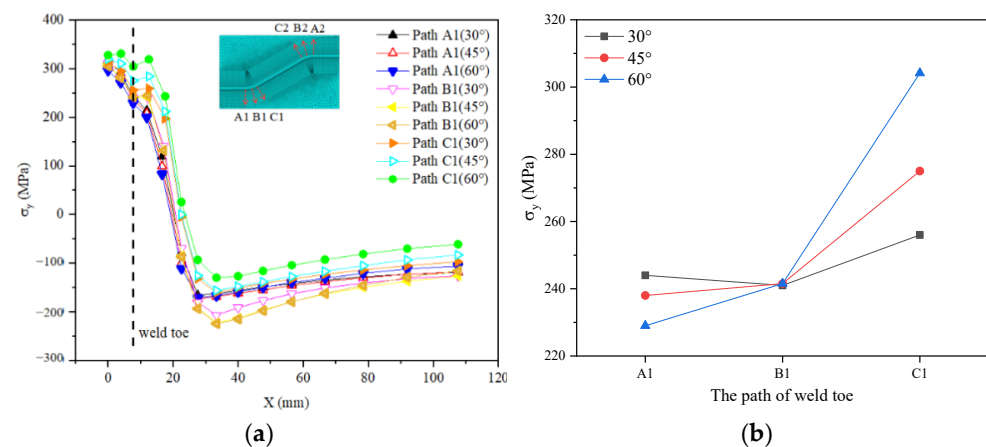 (a)
400
300
200
100
0
−100
−200
−300
σy (MPa)
0 20 40 60 80 100 120
X (mm)
weld toe
C2 B2 A2
A1 B1 C1
Path A1(30°)
Path A1(45°)
Path A1(60°)
Path B1(30°)
Path B1(45°)
Path B1(60°)
Path C1(30°)
Path C1(45°)
Path C1(60°)
(a)
320
300
280
260
240
220
σy (MPa)
30°
45°
60°
A1 B1 C1
The path of weld toe
(b)